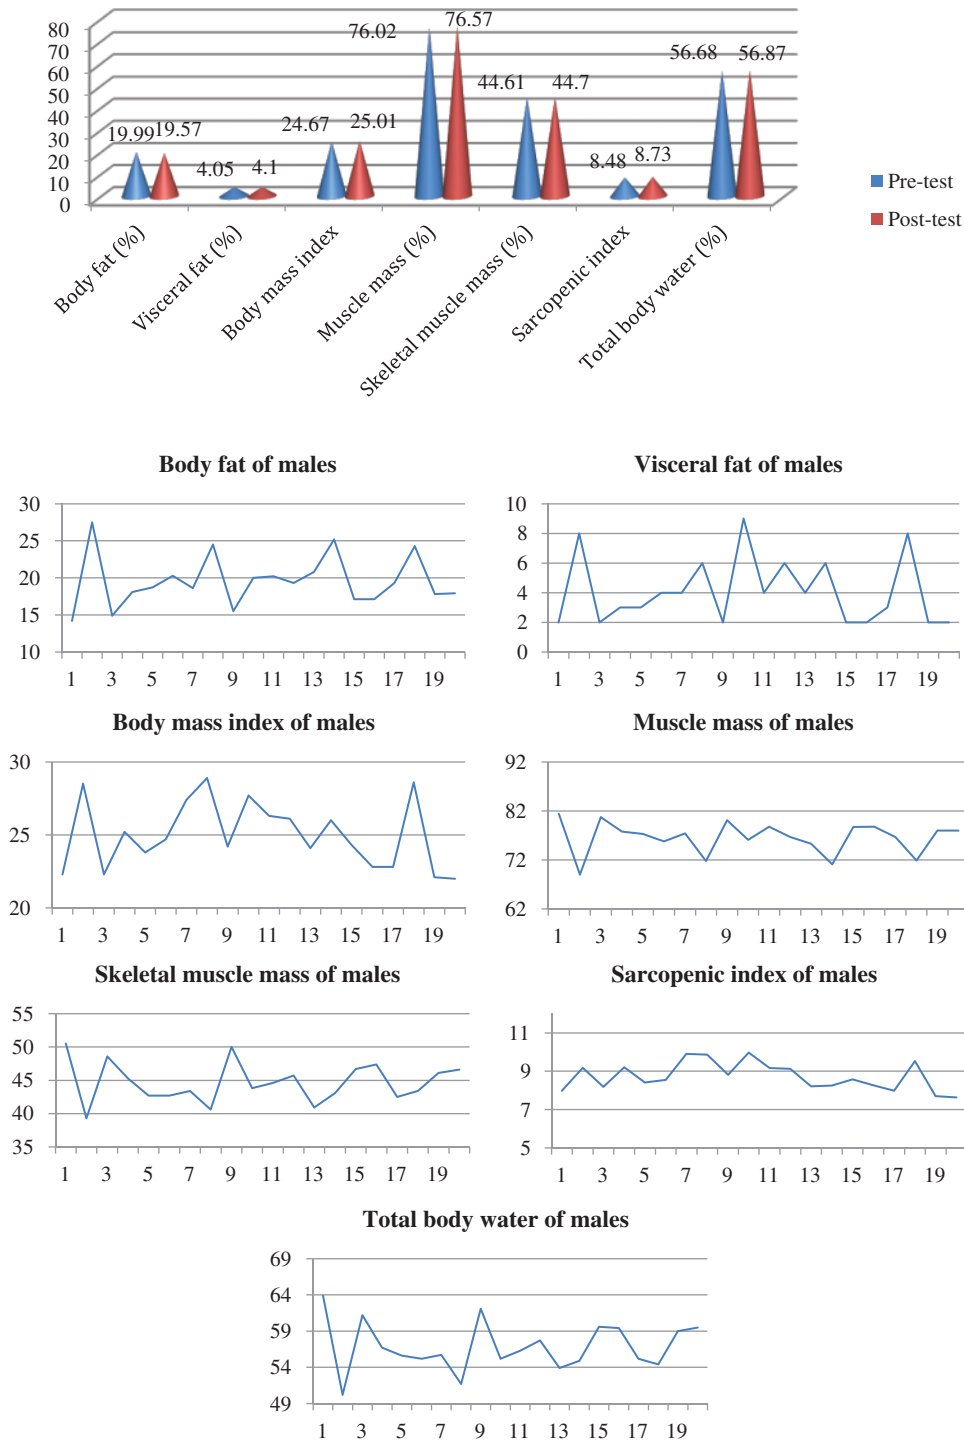 80
70
60
50
40
30
20
10
0
19.99 19.57
4.05 4.1
24.67 25.01
76.02 76.57
44.61 44.7
8.48 8.73
56.68 56.87
Body fat (%)
Visceral fat (%)
Body mass index
Muscle mass (%)
Skeletal muscle mass (%)
Sarcopenic index
Total body water (%)
Pre-test
Post-test
Body fat of males
30
25
20
15
10
1 3 5 7 9 11 13 15 17 19
Visceral fat of males
10
8
6
4
2
0
1 3 5 7 9 11 13 15 17 19
Body mass index of males
30
25
20
1 3 5 7 9 11 13 15 17 19
Muscle mass of males
92
82
72
62
1 3 5 7 9 11 13 15 17 19
Skeletal muscle mass of males
55
50
45
40
35
1 3 5 7 9 11 13 15 17 19
Sarcopenic index of males
11
9
7
5
1 3 5 7 9 11 13 15 17 19
Total body water of males
69
64
59
54
49
1 3 5 7 9 11 13 15 17 19